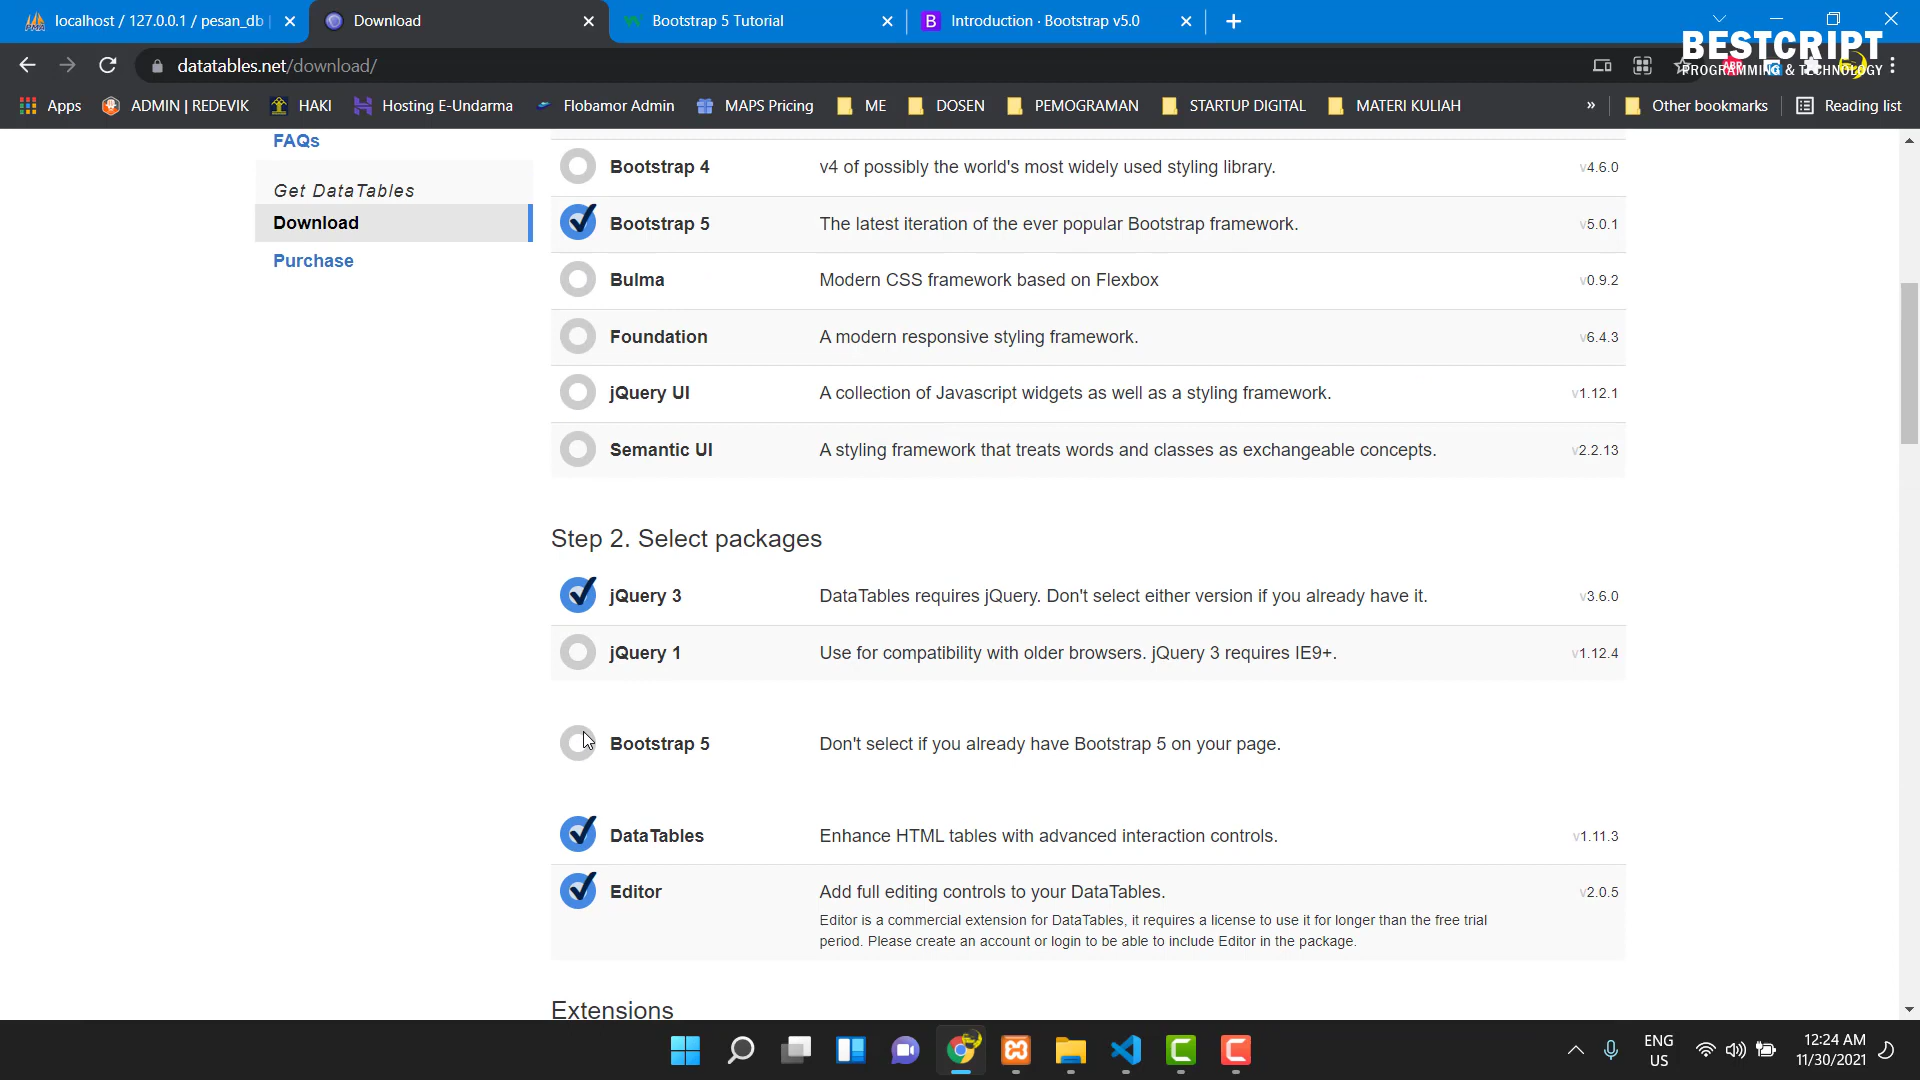 localhost / 127.0.0.1 / pesan_db
Download
Bootstrap 5 Tutorial
B
Introduction · Bootstrap v5.0
BESTCRIPT
PROGRAMMING & TECHNOLOGY
datatables.net/download/
Apps
ADMIN | REDEVIK
HAKI
Hosting E-Undarma
Flobamor Admin
MAPS Pricing
ME
DOSEN
PEMOGRAMAN
STARTUP DIGITAL
MATERI KULIAH
»
Other bookmarks
Reading list
FAQs
Get DataTables
Download
Purchase
Bootstrap 4
v4 of possibly the world's most widely used styling library.
v4.6.0
Bootstrap 5
The latest iteration of the ever popular Bootstrap framework.
v5.0.1
Bulma
Modern CSS framework based on Flexbox
v0.9.2
Foundation
A modern responsive styling framework.
v6.4.3
jQuery UI
A collection of Javascript widgets as well as a styling framework.
v1.12.1
Semantic UI
A styling framework that treats words and classes as exchangeable concepts.
v2.2.13
Step 2. Select packages
jQuery 3
DataTables requires jQuery. Don't select either version if you already have it.
v3.6.0
jQuery 1
Use for compatibility with older browsers. jQuery 3 requires IE9+.
v1.12.4
Bootstrap 5
Don't select if you already have Bootstrap 5 on your page.
DataTables
Enhance HTML tables with advanced interaction controls.
v1.11.3
Editor
Add full editing controls to your DataTables.
v2.0.5
Editor is a commercial extension for DataTables, it requires a license to use it for longer than the free trial
period. Please create an account or login to be able to include Editor in the package.
Extensions
ENG
US
12:24 AM
11/30/2021